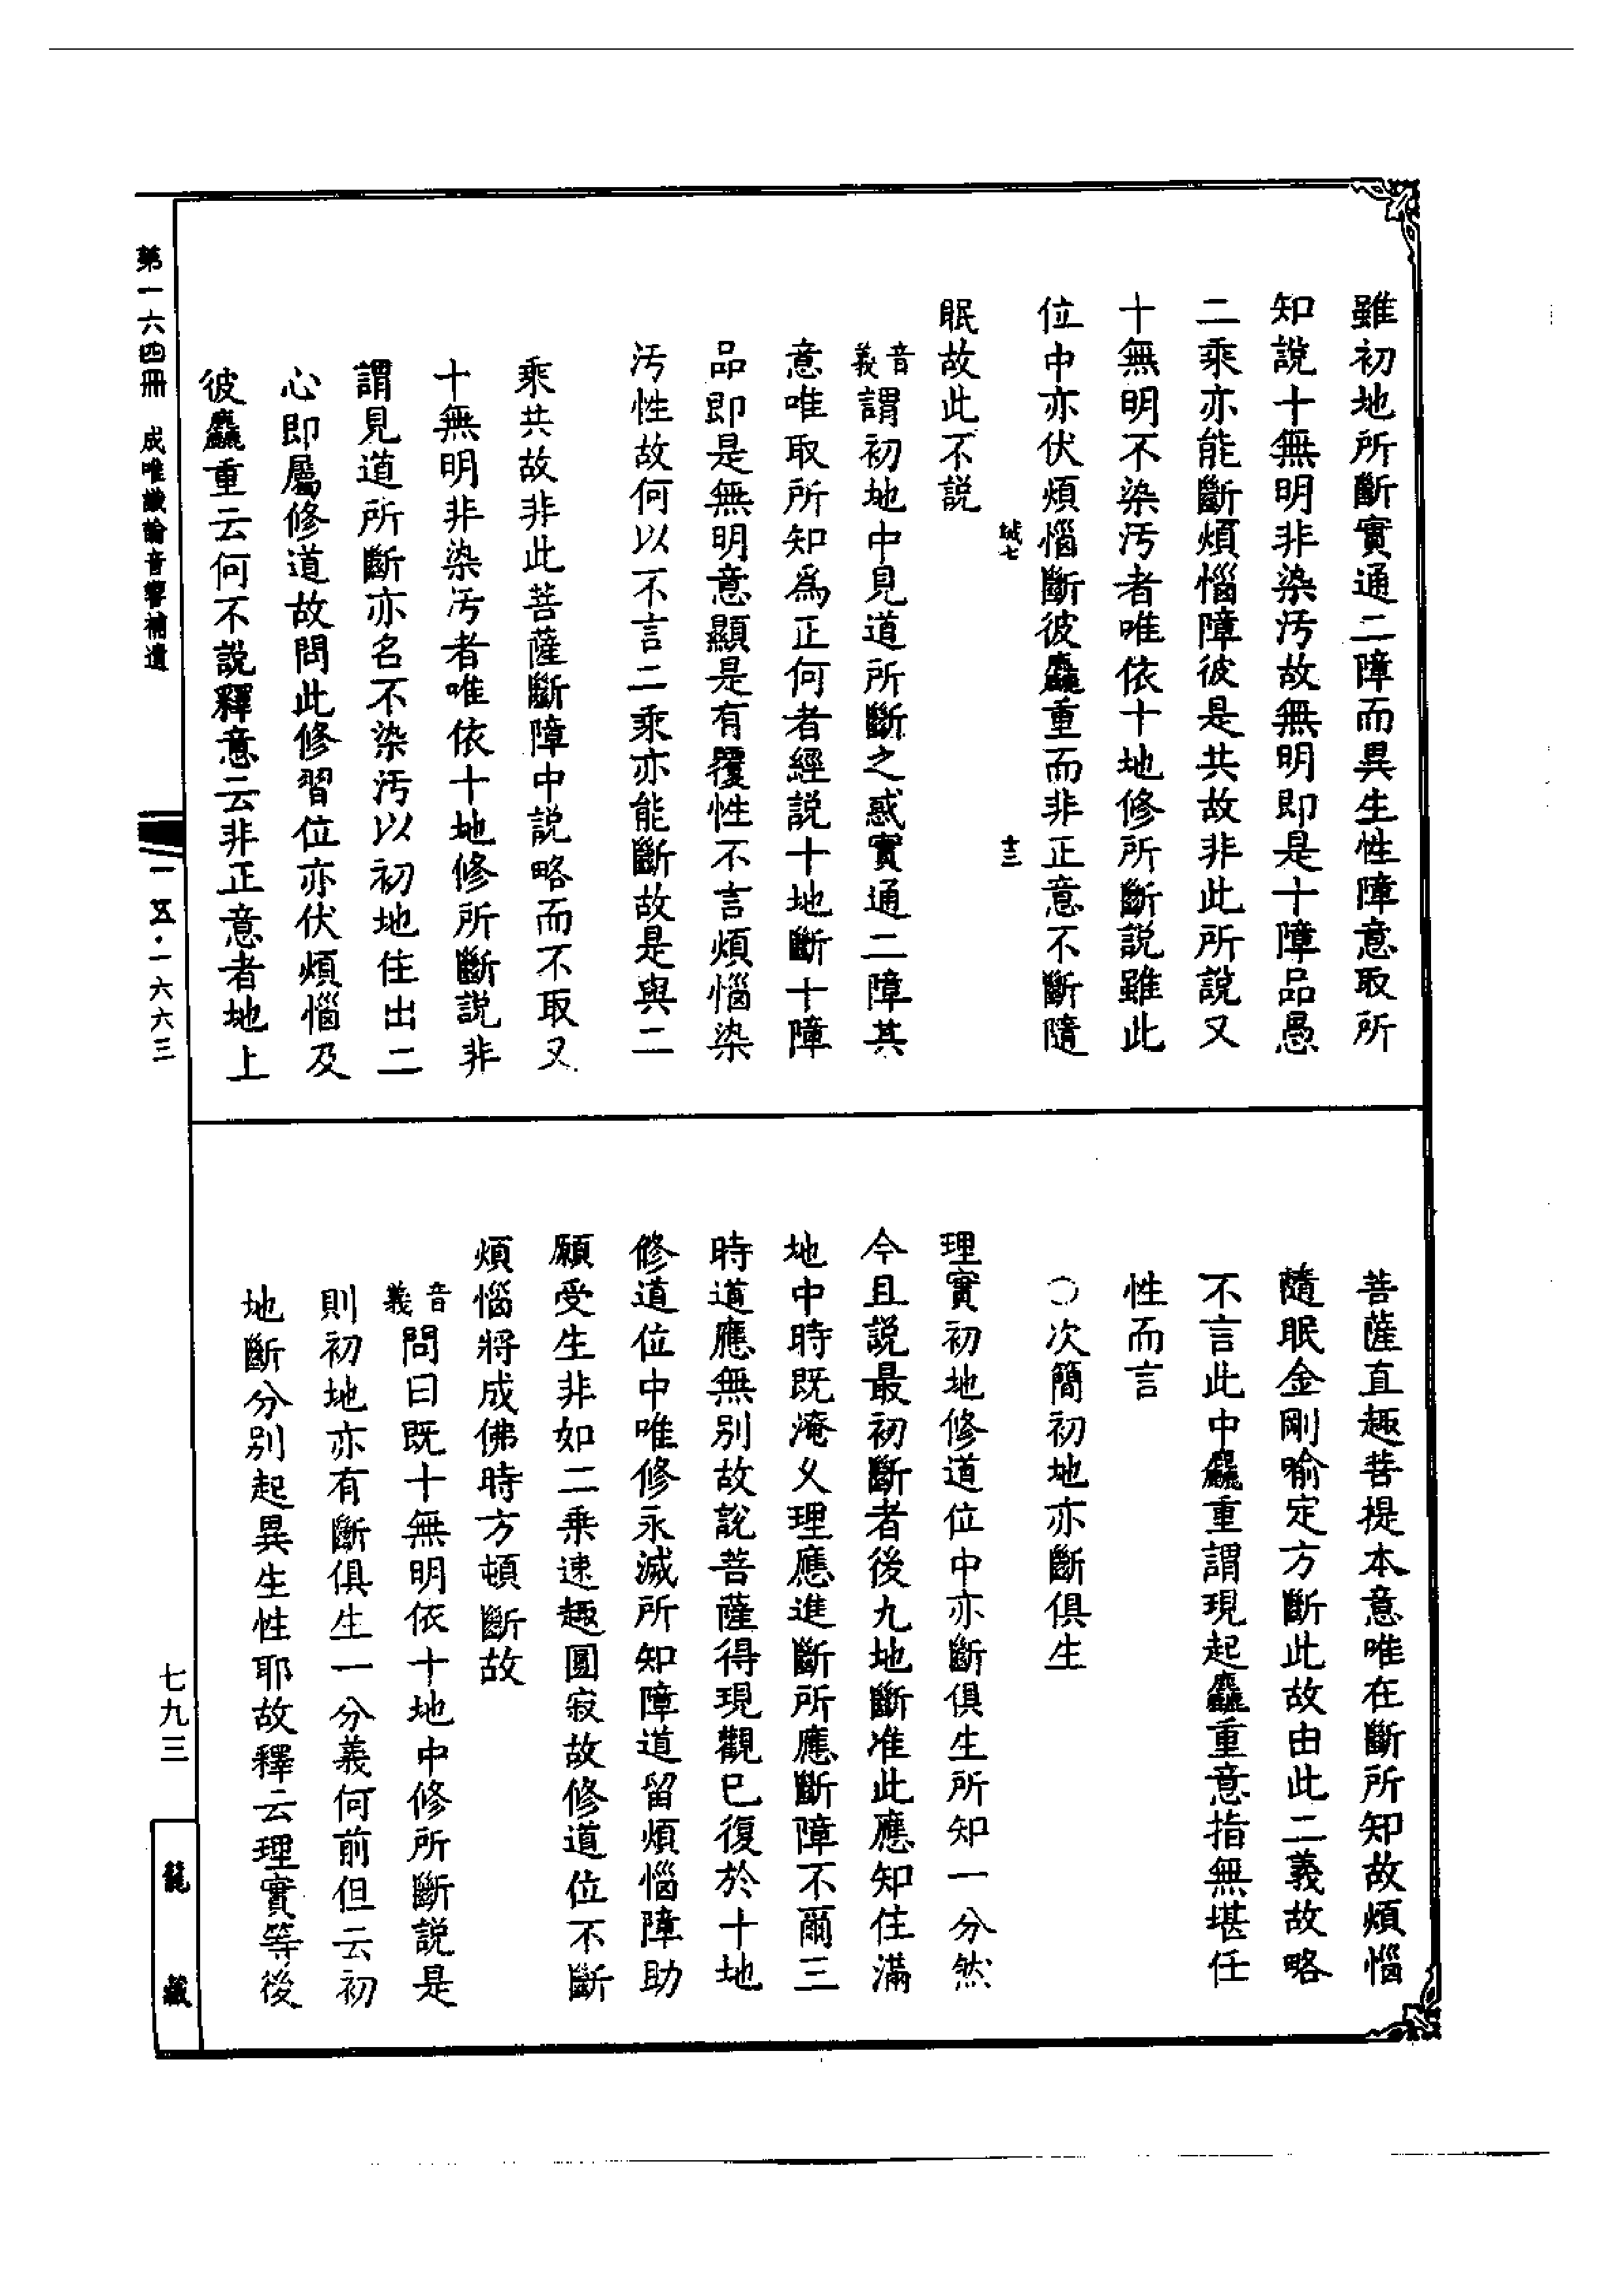 雖初地所斷實通二障而異生性障意取所
知說十無明非染汚故無明即是十障品愚
二乘亦能斷煩惱障彼是共故非此所說又
十無明不染汚者唯依十地修所斷說雖此
位中亦伏煩惱斷彼麤重而非正意不斷隨
眠故此不說
音義謂初地中見道所斷之惑實通二障其
意唯取所知爲正何者經說十地斷十障
品即是無明意顯是有覆性不言煩惱染
汚性故何以不言二乘亦能斷故是與二
乘共故非此菩薩斷障中說略而不取又
十無明非染汚者唯依十地修所斷說非
謂見道所斷亦名不染汚以初地住出二
心即屬修道故問此修習位亦伏煩惱及
彼麤重云何不說釋意云非正意者地上
菩薩直趣菩提本意唯在斷所知故煩惱
隨眠金剛喻定方斷此故由此二義故略
不言此中麤重謂現起麤重意指無堪任
性而言
○次簡初地亦斷俱生
理實初地修道位中亦斷俱生所知一分然
今且說最初斷者後九地斷准此應知住滿
地中時既淹久理應進斷所應斷障不爾三
時道應無別故說菩薩得現觀已復於十地
修道位中唯修永滅所知障道留煩惱障助
願受生非如二乘速趣圓寂故修道位不斷
煩惱將成佛時方頓斷故
音義問曰既十無明依十地中修所斷說是
則初地亦有斷俱生一分義何前但云初
地斷分別起異生性耶故釋云理實等後
第一六四冊 成唯識論音響補遺
一五·一六六三
七九三
龍藏
十三